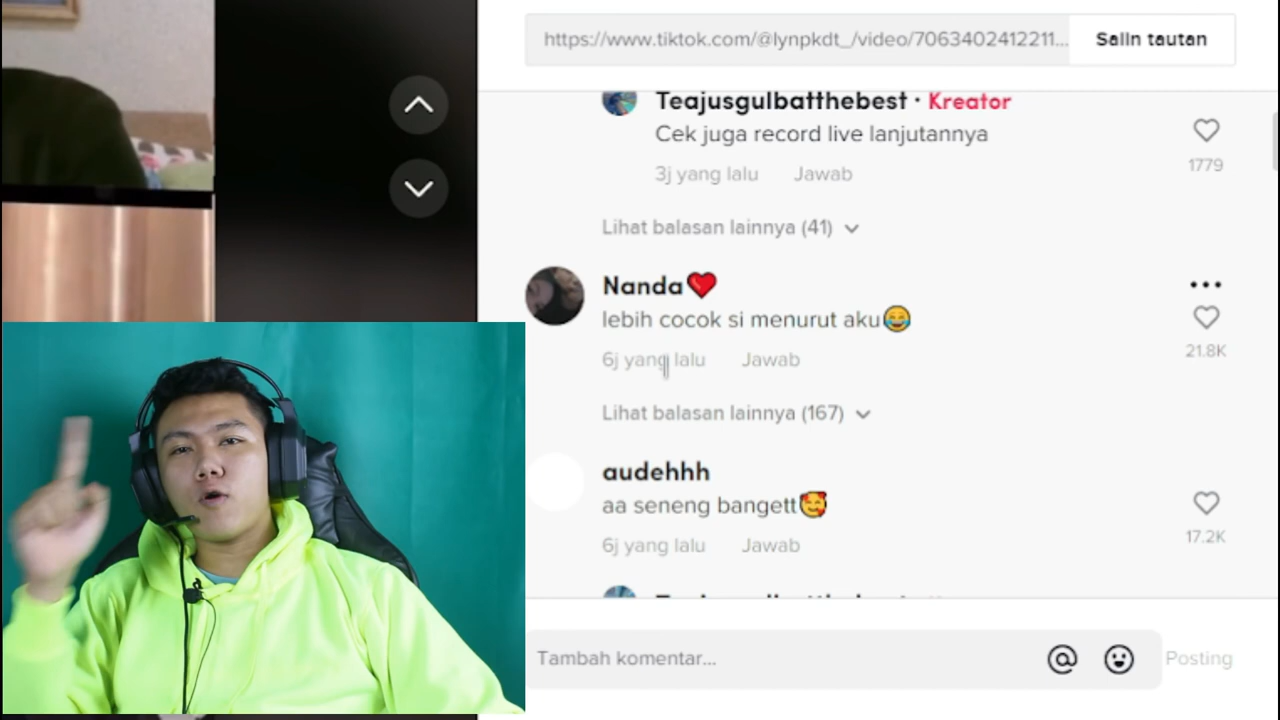 https://www.tiktok.com/@lynpkdt_/video/7063402412211...
Salin tautan
Teajusgulbatthebest · Kreator
Cek juga record live lanjutannya
1779
3j yang lalu Jawab
Lihat balasan lainnya (41)
Nanda❤️
lebih cocok si menurut aku😂
21.8K
6j yang lalu Jawab
Lihat balasan lainnya (167)
audehhh
aa seneng bangett🥰
17.2K
6j yang lalu Jawab
Tambah komentar...
Posting